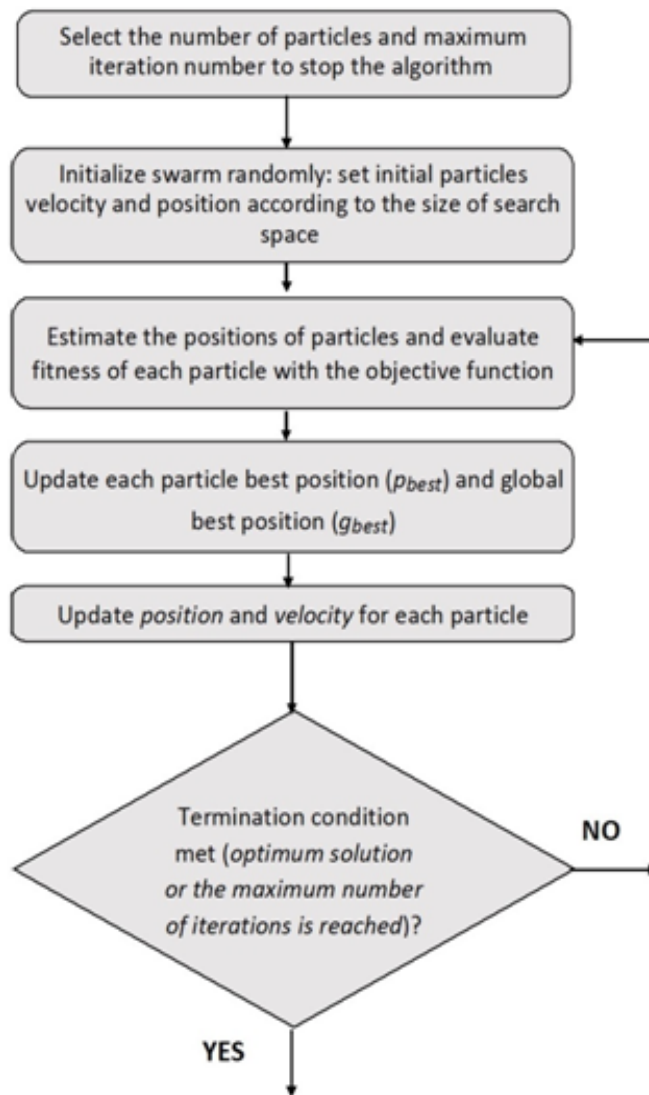 Select the number of particles and maximum
iteration number to stop the algorithm
Initialize swarm randomly: set initial particles
velocity and position according to the size of search
space
Estimate the positions of particles and evaluate
fitness of each particle with the objective function
Update each particle best position (pbest) and global
best position (gbest)
Update position and velocity for each particle
Termination condition
met (optimum solution
or the maximum number
of iterations is reached)?
NO
YES